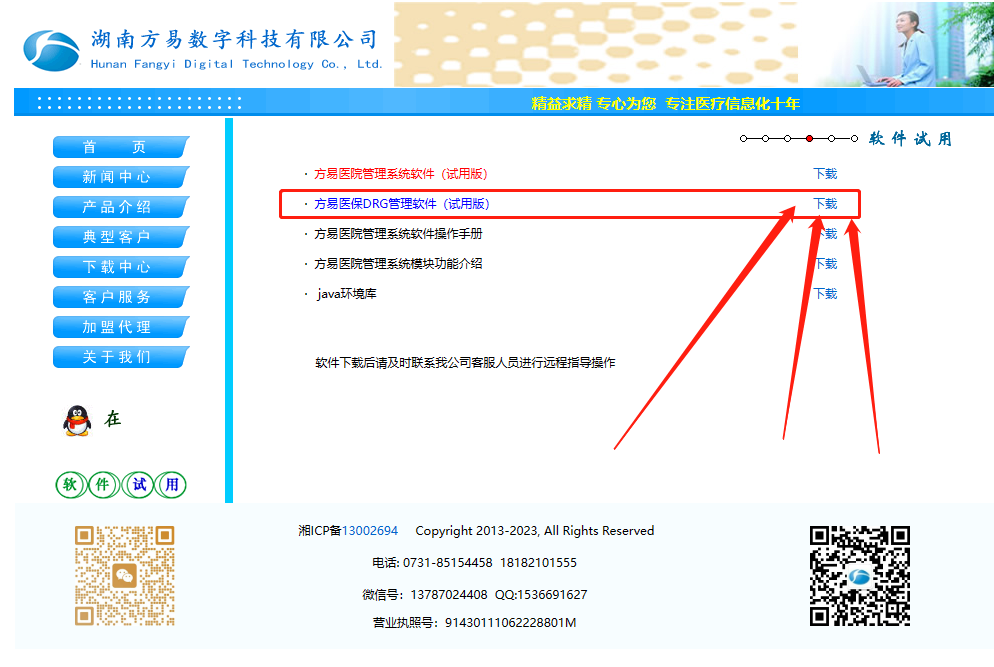 湖南方易数字科技有限公司
Hunan Fangyi Digital Technology Co., Ltd.
精益求精 专心为您 专注医疗信息化十年
软件试用
首 页
新闻中心
产品介绍
典型客户
下载中心
客户服务
加盟代理
关于我们
在
软件试用
· 方易医院管理系统软件（试用版） 下载
· 方易医保DRG管理软件（试用版） 下载
· 方易医院管理系统软件操作手册 下载
· 方易医院管理系统模块功能介绍 下载
· java环境库 下载
软件下载后请及时联系我公司客服人员进行远程指导操作
湘ICP备13002694 Copyright 2013-2023, All Rights Reserved
电话: 0731-85154458 18182101555
微信号：13787024408 QQ:1536691627
营业执照号：91430111062228801M